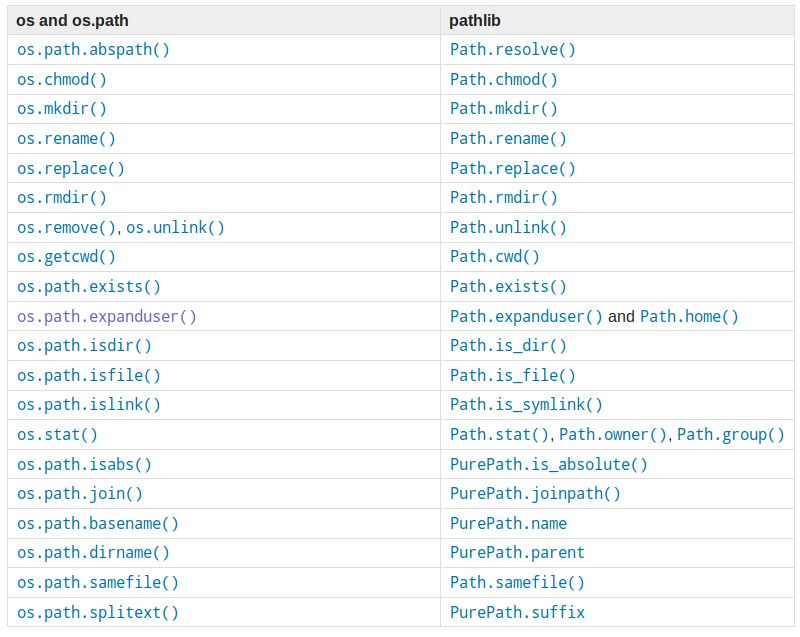 os and os.path pathlib
os.path.abspath() Path.resolve()
os.chmod() Path.chmod()
os.mkdir() Path.mkdir()
os.rename() Path.rename()
os.replace() Path.replace()
os.rmdir() Path.rmdir()
os.remove(), os.unlink() Path.unlink()
os.getcwd() Path.cwd()
os.path.exists() Path.exists()
os.path.expanduser() Path.expanduser() and Path.home()
os.path.isdir() Path.is_dir()
os.path.isfile() Path.is_file()
os.path.islink() Path.is_symlink()
os.stat() Path.stat(), Path.owner(), Path.group()
os.path.isabs() PurePath.is_absolute()
os.path.join() PurePath.joinpath()
os.path.basename() PurePath.name
os.path.dirname() PurePath.parent
os.path.samefile() Path.samefile()
os.path.splitext() PurePath.suffix